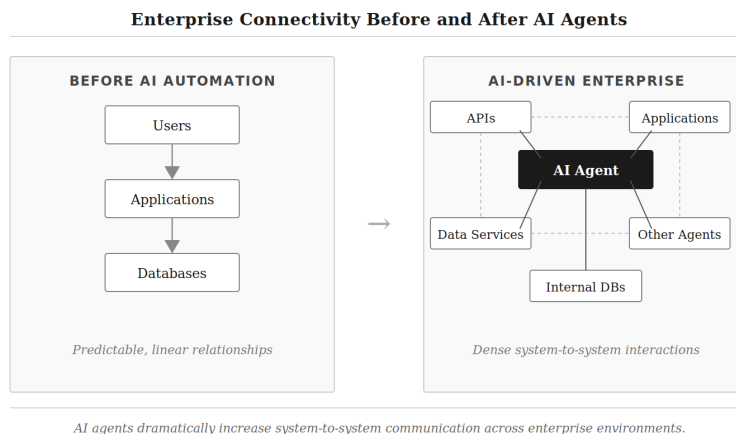 Enterprise Connectivity Before and After AI Agents
BEFORE AI AUTOMATION
Users
Applications
Databases
Predictable, linear relationships
→
AI-DRIVEN ENTERPRISE
APIs
Applications
AI Agent
Data Services
Other Agents
Internal DBs
Dense system-to-system interactions
AI agents dramatically increase system-to-system communication across enterprise environments.